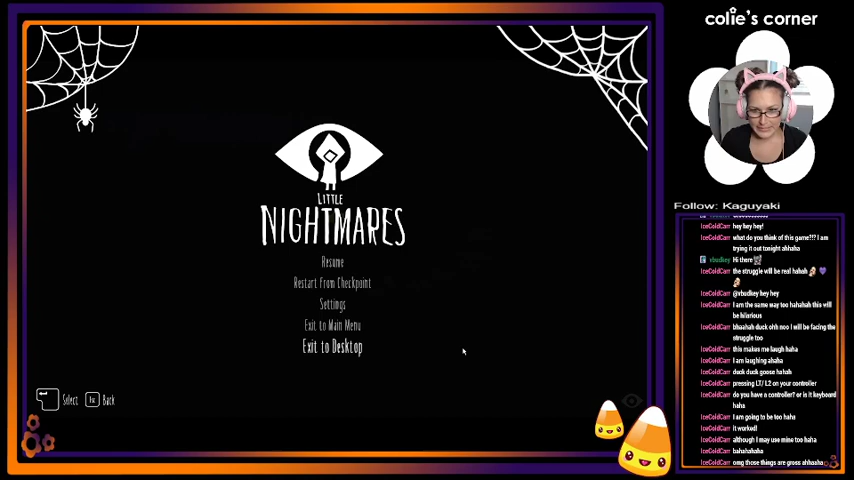 colie's corner
LITTLE
NIGHTMARES
Resume
Restart From Checkpoint
Settings
Exit to Main Menu
Exit to Desktop
Select
Esc
Back
Follow: Kaguyaki
IceColdCarr hey hey hey!
IceColdCarr what do you think of this game??? I am
trying it out tonight ahhaha
vbudkey Hi there
IceColdCarr the struggle will be real hahah
IceColdCarr @vbudkey hey hey
IceColdCarr I am the same way too hahahah this will
be hilarious
IceColdCarr bhaahah duck ohh noo I will be facing the
struggle too
IceColdCarr this makes me laugh haha
IceColdCarr I am laughing ahaha
IceColdCarr duck duck goose hahah
IceColdCarr pressing LT/ L2 on your controller
IceColdCarr do you have a controller? or is it keyboard
haha
IceColdCarr I am going to be too hahs
IceColdCarr it worked!
IceColdCarr although I may use mine too haha
IceColdCarr bahahahaha
IceColdCarr omg those things are gross ahhaaha